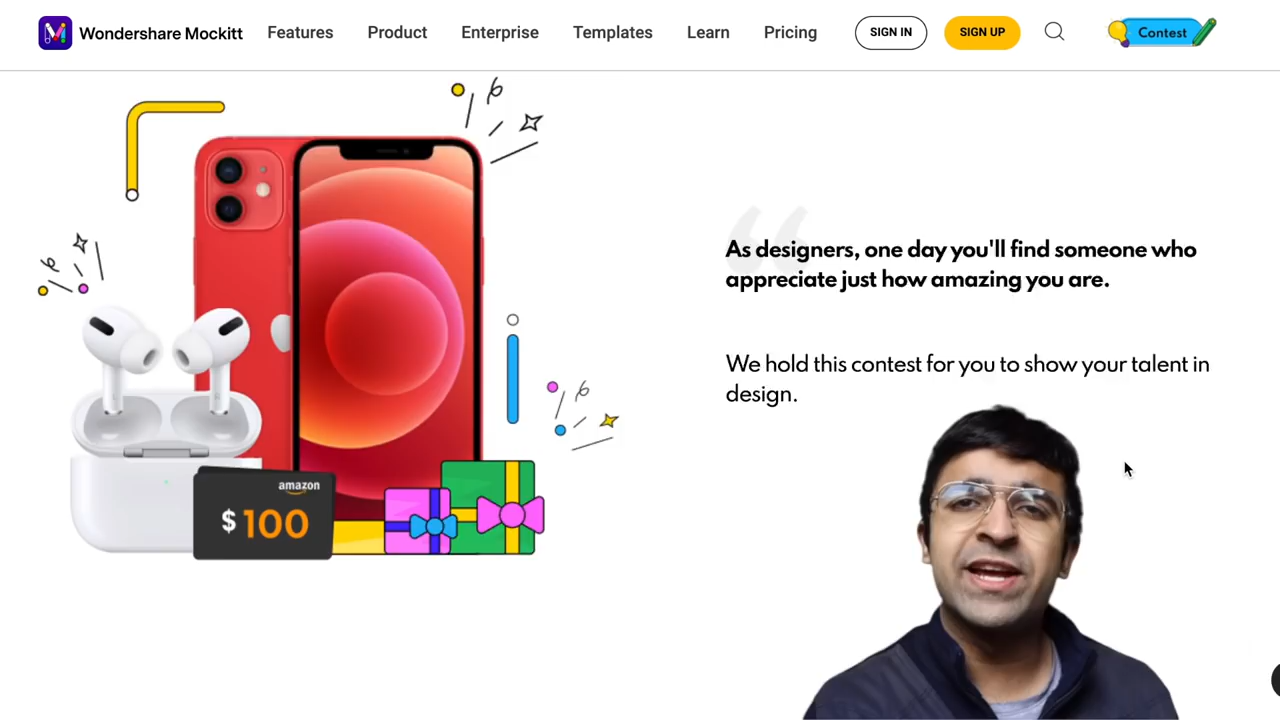 Wondershare Mockitt Features Product Enterprise Templates Learn Pricing SIGN IN SIGN UP Contest
As designers, one day you'll find someone who
appreciate just how amazing you are.
We hold this contest for you to show your talent in
design.
amazon
$100